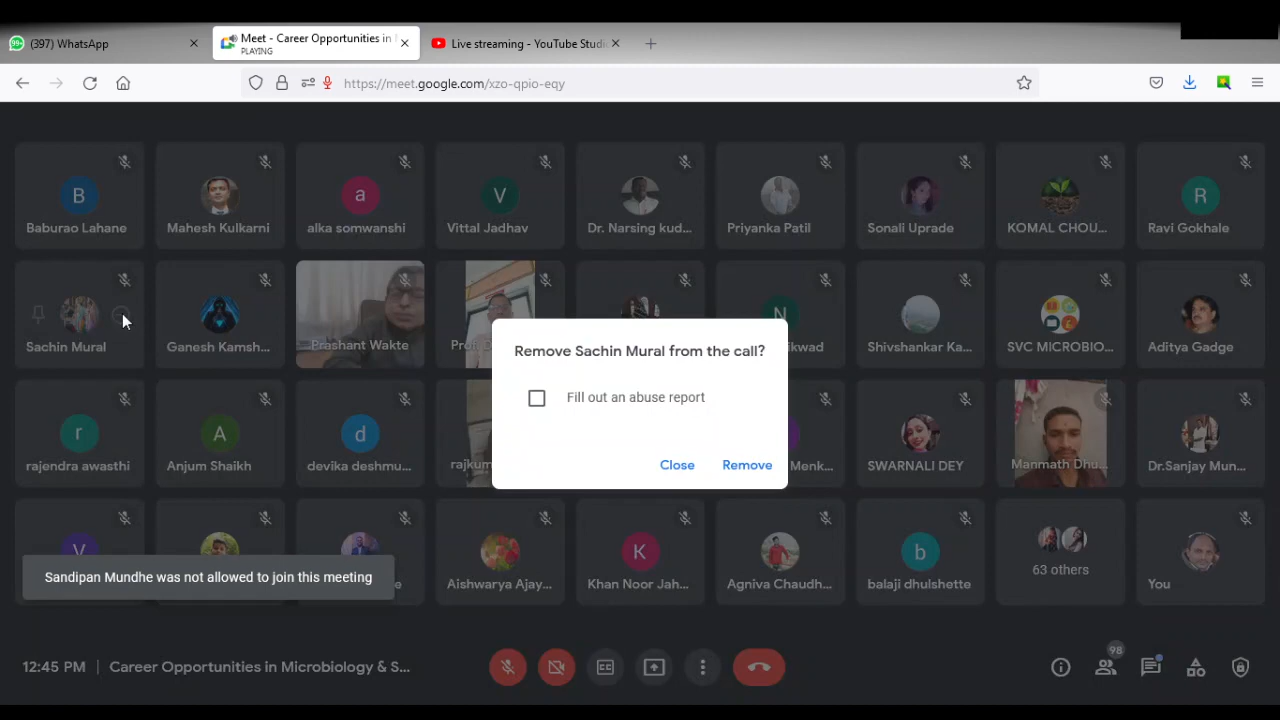 99+
(397) WhatsApp
Meet - Career Opportunities in
PLAYING
Live streaming - YouTube Studi
https://meet.google.com/xzo-qpio-eqy
B
Baburao Lahane
Mahesh Kulkarni
a
alka somwanshi
V
Vittal Jadhav
Dr. Narsing kud...
Priyanka Patil
Sonali Uprade
KOMAL CHOU...
R
Ravi Gokhale
Sachin Mural
Ganesh Kamsh...
Prashant Wakte
Prof.
N
kwad
Shivshankar Ka...
SVC MICROBIO...
Aditya Gadge
Remove Sachin Mural from the call?
Fill out an abuse report
Close
Remove
r
rajendra awasthi
A
Anjum Shaikh
d
devika deshmu...
rajkum
Menk...
SWARNALI DEY
Manmath Dhu...
Dr.Sanjay Mun...
V
e
Aishwarya Ajay...
K
Khan Noor Jah...
Agniva Chaudh...
b
balaji dhulshette
63 others
You
Sandipan Mundhe was not allowed to join this meeting
12:45 PM | Career Opportunities in Microbiology & S...
98